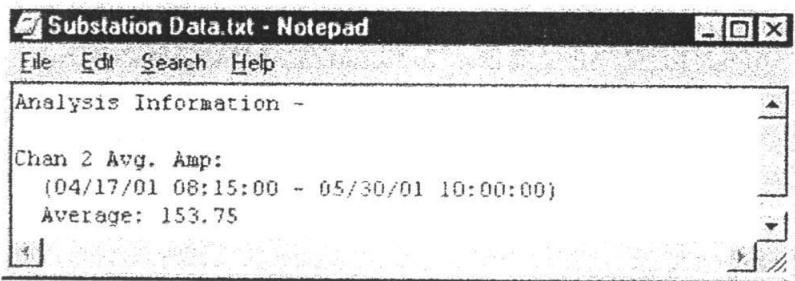 Substation Data.txt - Notepad
File Edit Search Help
Analysis Information -
Chan 2 Avg. Amp:
(04/17/01 08:15:00 - 05/30/01 10:00:00)
Average: 153.75